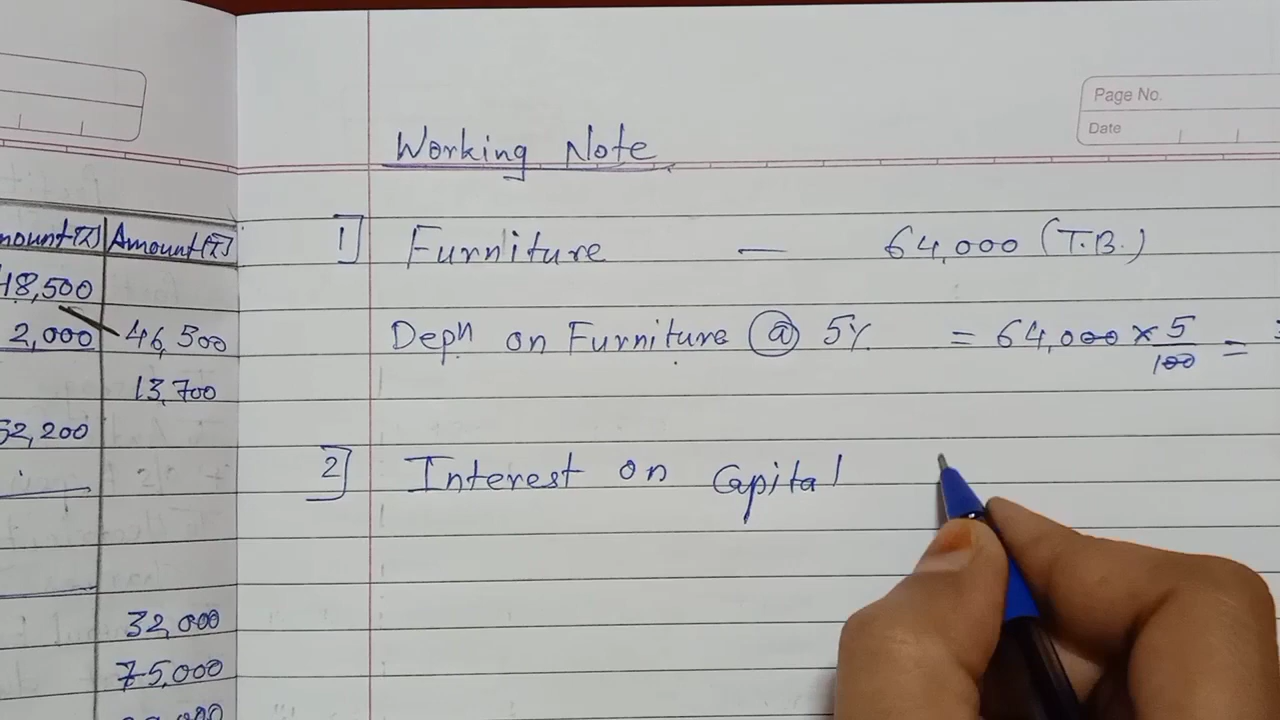 Page No.
Date
Working Note
Amount(₹)
1] Furniture — 64,000 (T.B.)
18,500
2,000 46,500
Depⁿ on Furniture @ 5% = 64,000 × 5/100 =
13,700
52,200
2] Interest on Capital
32,000
75,000